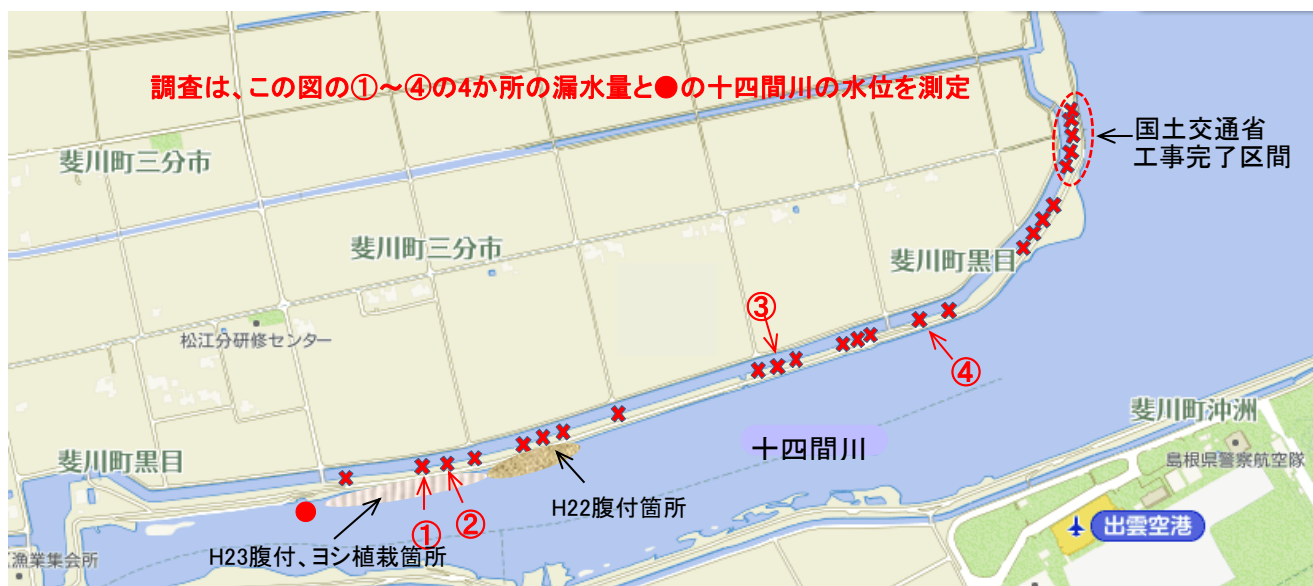 調査は、この図の①～④の4か所の漏水量と●の十四間川の水位を測定
国土交通省
工事完了区間
斐川町三分市
斐川町三分市
斐川町黒目
③
松江分研修センター
④
斐川町沖洲
十四間川
斐川町黒目
島根県警察航空隊
H22腹付箇所
①
②
出雲空港
H23腹付、ヨシ植栽箇所
漁業集会所